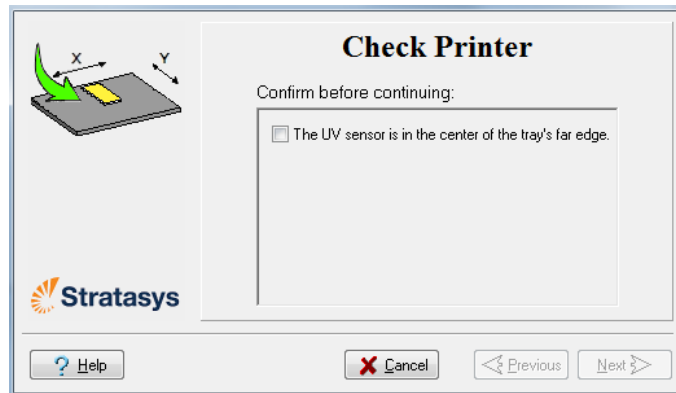 X
Y
Check Printer
Confirm before continuing:
The UV sensor is in the center of the tray's far edge.
Stratasys
? Help
Cancel
Previous
Next